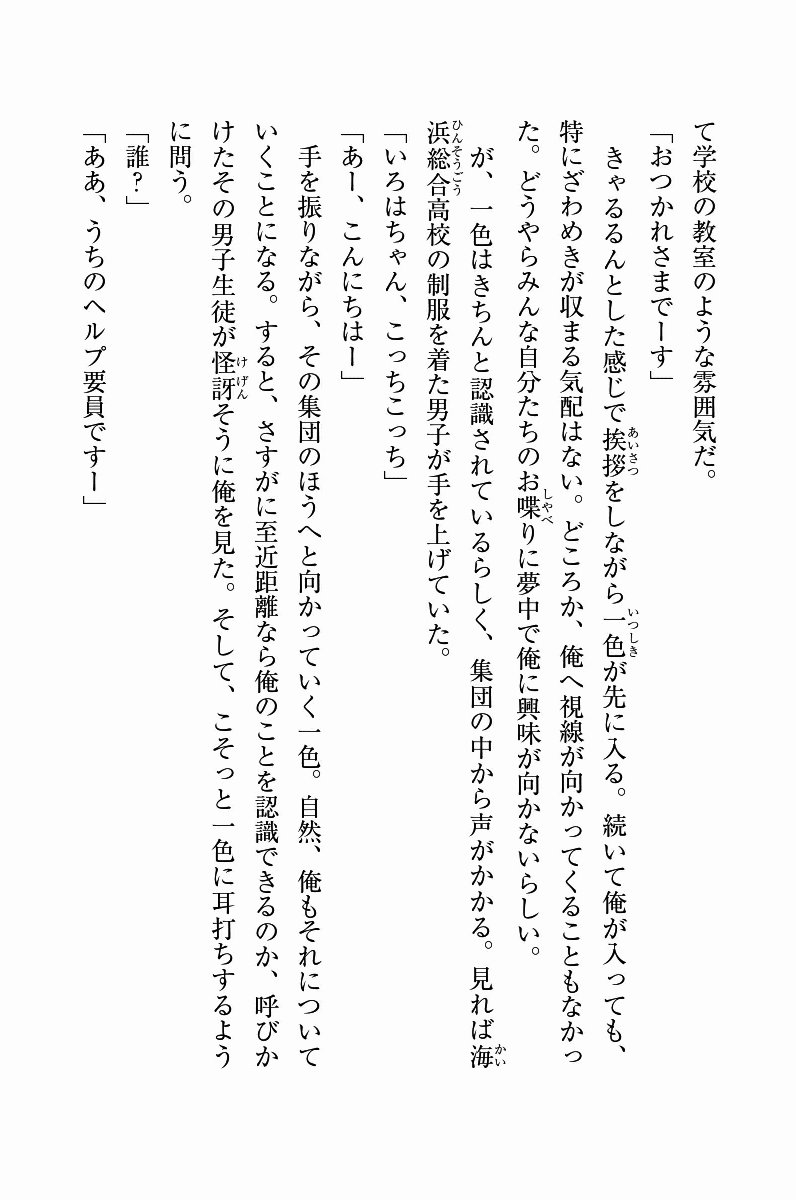 て学校の教室のような雰囲気だ。
「おつかれさまでーす」
きゃるるんとした感じで挨拶をしながら一色が先に入る。続いて俺が入っても、
特にざわめきが収まる気配はない。どころか、俺へ視線が向かってくることもなかっ
た。どうやらみんな自分たちのお喋りに夢中で俺に興味が向かないらしい。
が、一色はきちんと認識されているらしく、集団の中から声がかかる。見れば海
浜総合高校の制服を着た男子が手を上げていた。
「いろはちゃん、こっちこっち」
「あー、こんにちはー」
手を振りながら、その集団のほうへと向かっていく一色。自然、俺もそれについて
いくことになる。すると、さすがに至近距離なら俺のことを認識できるのか、呼びか
けたその男子生徒が怪訝そうに俺を見た。そして、こそっと一色に耳打ちするよう
に問う。
「誰?」
「ああ、うちのヘルプ要員ですー」